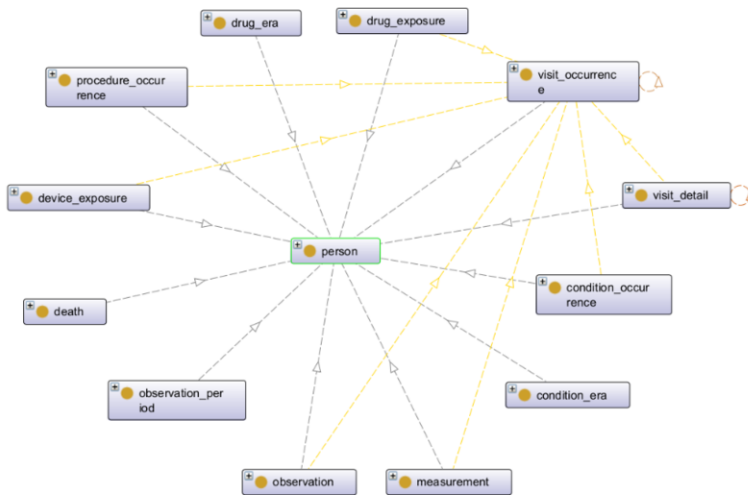 drug_era
drug_exposure
visit_occurrenc
e
procedure_occur
rence
device_exposure
visit_detail
person
condition_occur
rence
death
observation_per
iod
condition_era
observation
measurement